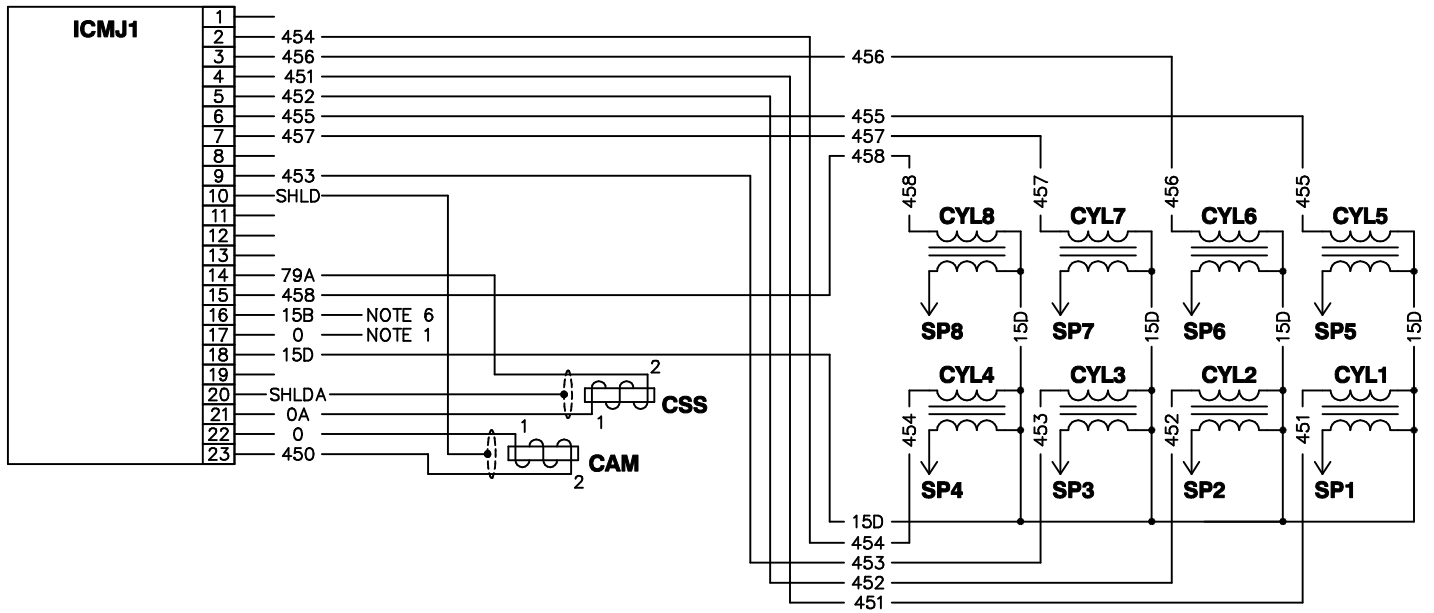 ICMJ1
1
2 454
3 456 456
4 451
5 452
6 455 455
7 457 457
8 458
9 453
10 SHLD
11
12
13
14 79A
15 458
16 15B NOTE 6
17 0 NOTE 1
18 15D
19
20 SHLDA
21 0A
22 0
23 450
2
1
CSS
1
2
CAM
458 457 456 455
CYL8 CYL7 CYL6 CYL5
SP8 15D SP7 15D SP6 15D SP5 15D
CYL4 CYL3 CYL2 CYL1
454 453 452 451
SP4 SP3 SP2 SP1
15D
454
453
452
451